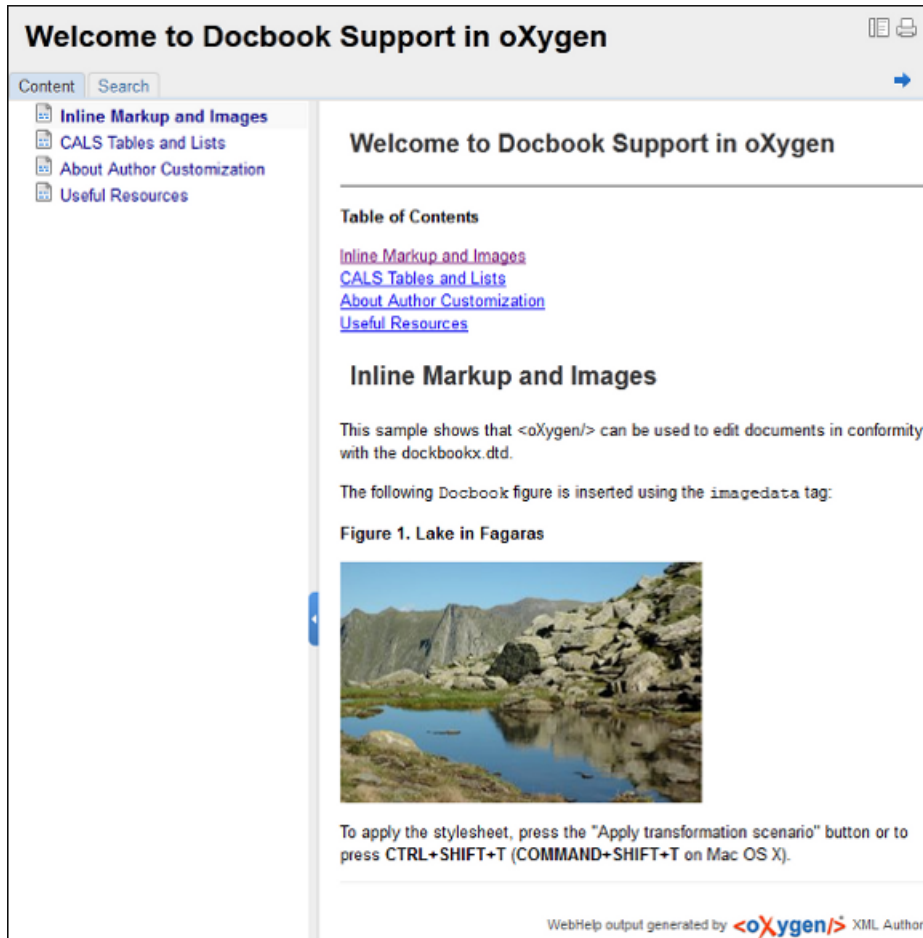 Welcome to Docbook Support in oXygen
Content Search
Inline Markup and Images
CALS Tables and Lists
About Author Customization
Useful Resources
Welcome to Docbook Support in oXygen
Table of Contents
Inline Markup and Images
CALS Tables and Lists
About Author Customization
Useful Resources
Inline Markup and Images
This sample shows that <oXygen/> can be used to edit documents in conformity
with the dockbookx.dtd.
The following Docbook figure is inserted using the imagedata tag:
Figure 1. Lake in Fagaras
To apply the stylesheet, press the "Apply transformation scenario" button or to
press CTRL+SHIFT+T (COMMAND+SHIFT+T on Mac OS X).
WebHelp output generated by <oXygen/> XML Author